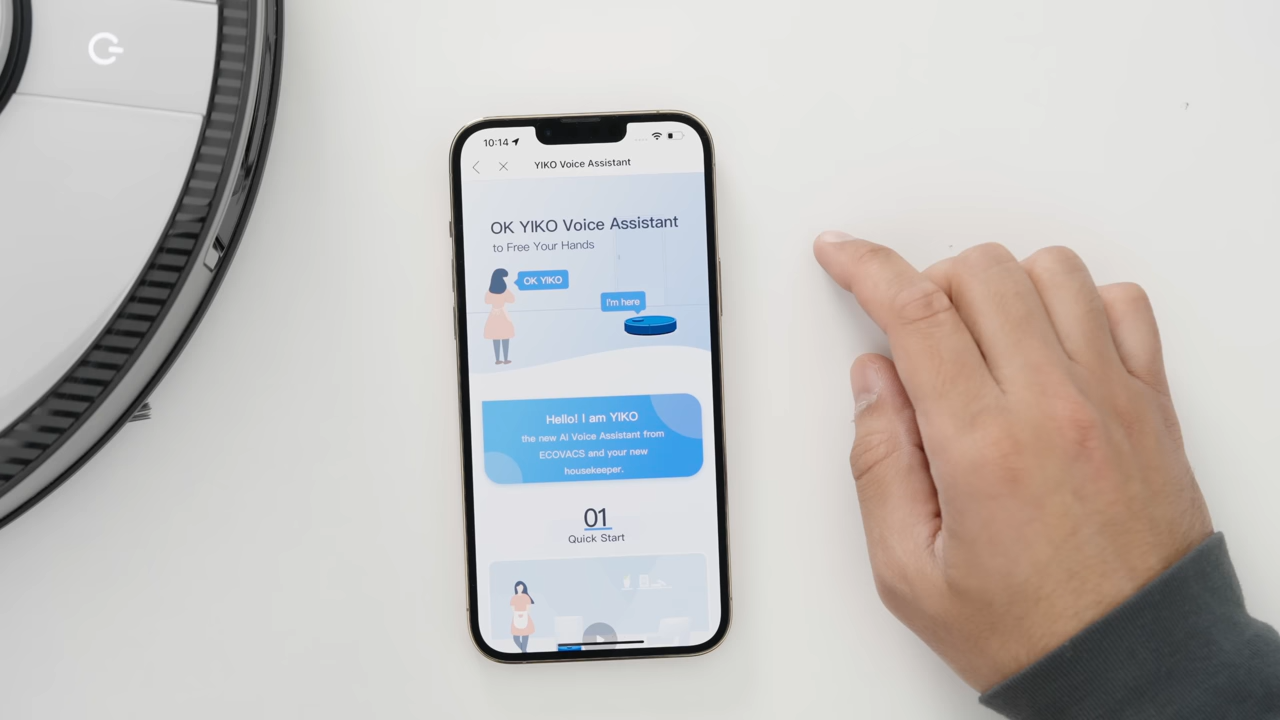 10:14
YIKO Voice Assistant
OK YIKO Voice Assistant
to Free Your Hands
OK YIKO
I'm here
Hello! I am YIKO
the new AI Voice Assistant from
ECOVACS and your new
housekeeper.
01
Quick Start